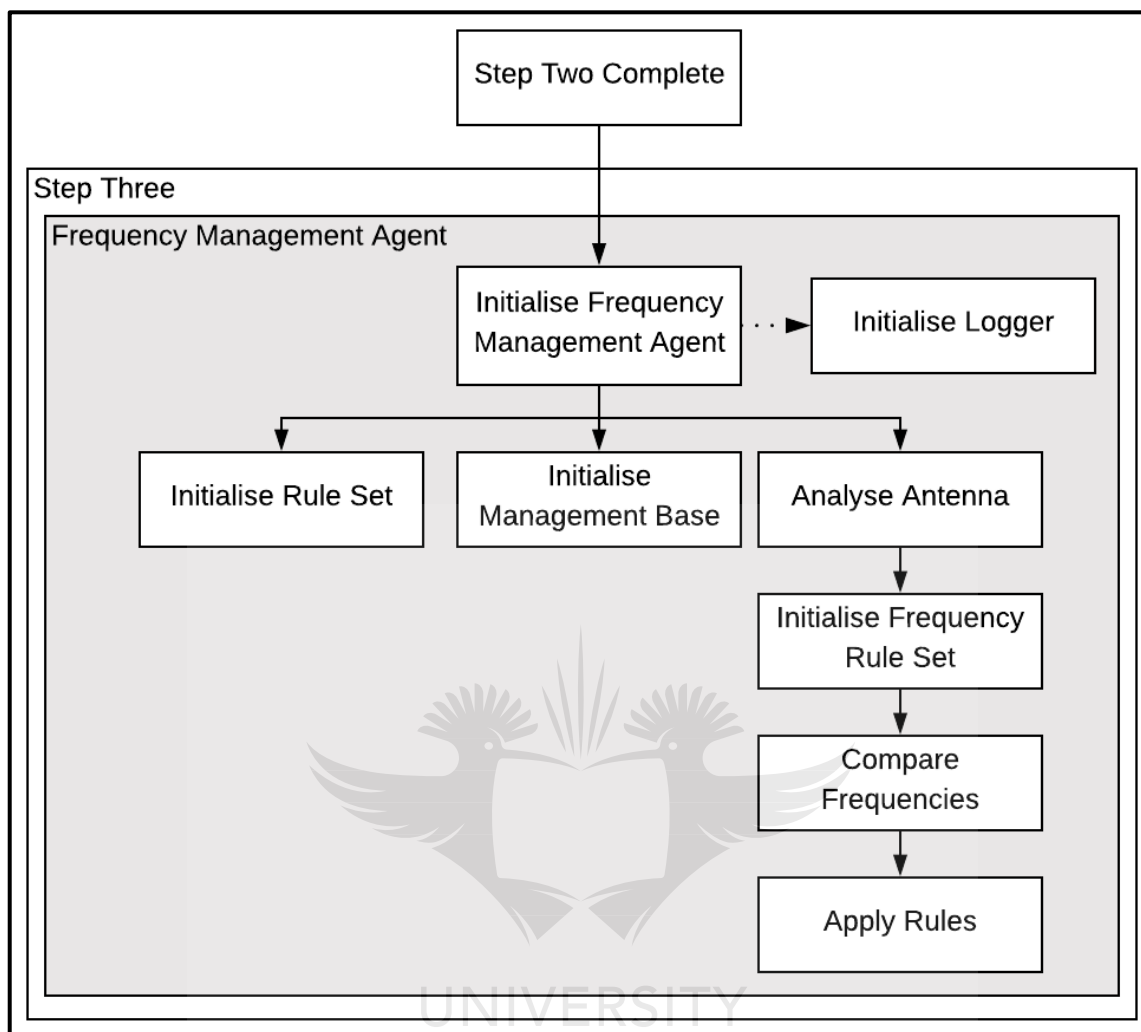 Step Two Complete
Step Three
Frequency Management Agent
Initialise Frequency
Management Agent
Initialise Logger
Initialise Rule Set
Initialise
Management Base
Analyse Antenna
Initialise Frequency
Rule Set
Compare
Frequencies
Apply Rules
UNIVERSITY